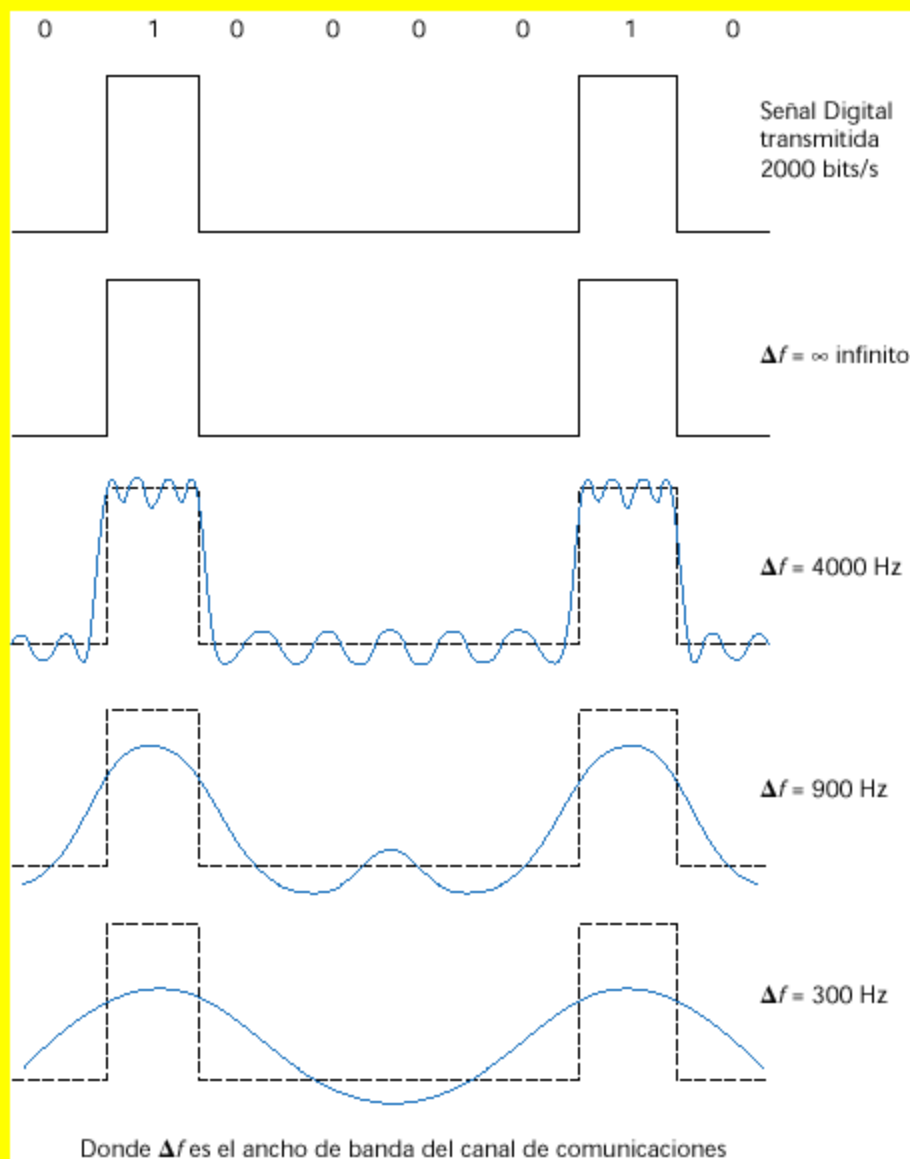 0 1 0 0 0 0 1 0
Señal Digital
transmitida
2000 bits/s
Δf = ∞ infinito
Δf = 4000 Hz
Δf = 900 Hz
Δf = 300 Hz
Donde Δf es el ancho de banda del canal de comunicaciones